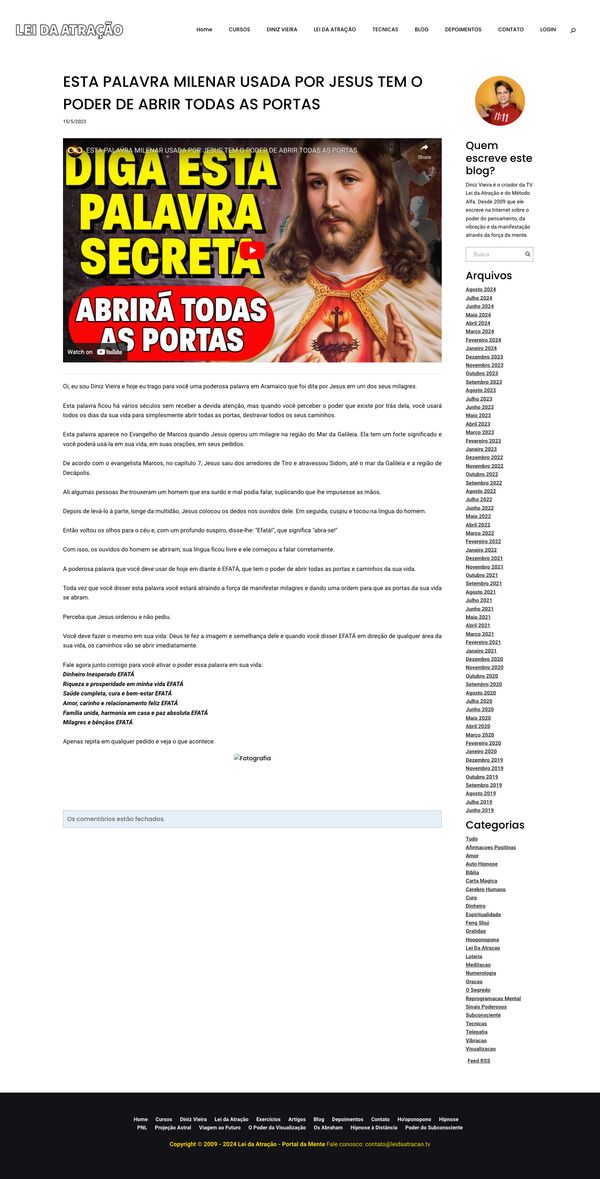 LEI DA ATRAÇÃO
Home CURSOS DINIZ VIEIRA LEI DA ATRAÇÃO TECNICAS BLOG DEPOIMENTOS CONTATO LOGIN
ESTA PALAVRA MILENAR USADA POR JESUS TEM O
PODER DE ABRIR TODAS AS PORTAS
15/5/2023
ESTA PALAVRA MILENAR USADA POR JESUS TEM O PODER DE ABRIR TODAS AS PORTAS
Share
DIGA ESTA
PALAVRA
SECRETA
ABRIRÁ TODAS
AS PORTAS
Watch on YouTube
Oi, eu sou Diniz Vieira e hoje eu trago para você uma poderosa palavra em Aramaico que foi dita por Jesus em um dos seus milagres.
Esta palavra ficou há vários séculos sem receber a devida atenção, mas quando você perceber o poder que existe por trás dela, você usará
todos os dias da sua vida para simplesmente abrir todas as portas, destravar todos os seus caminhos.
Esta palavra aparece no Evangelho de Marcos quando Jesus operou um milagre na região do Mar da Galileia. Ela tem um forte significado e
você poderá usá-la em sua vida, em suas orações, em seus pedidos.
De acordo com o evangelista Marcos, no capítulo 7, Jesus saiu dos arredores de Tiro e atravessou Sidom, até o mar da Galileia e a região de
Decápolis.
Ali algumas pessoas lhe trouxeram um homem que era surdo e mal podia falar, suplicando que lhe impusesse as mãos.
Depois de levá-lo à parte, longe da multidão, Jesus colocou os dedos nos ouvidos dele. Em seguida, cuspiu e tocou na língua do homem.
Então voltou os olhos para o céu e, com um profundo suspiro, disse-lhe: "Efatá!", que significa "abra-se!"
Com isso, os ouvidos do homem se abriram, sua língua ficou livre e ele começou a falar corretamente.
A poderosa palavra que você deve usar de hoje em diante é EFATÁ, que tem o poder de abrir todas as portas e caminhos da sua vida.
Toda vez que você disser esta palavra você estará atraindo a força de manifestar milagres e dando uma ordem para que as portas da sua vida
se abram.
Perceba que Jesus ordenou e não pediu.
Você deve fazer o mesmo em sua vida: Deus te fez a imagem e semelhança dele e quando você disser EFATÁ em direção de qualquer área da
sua vida, os caminhos vão se abrir imediatamente.
Fale agora junto comigo para você ativar o poder essa palavra em sua vida:
Dinheiro Inesperado EFATÁ
Riqueza e prosperidade em minha vida EFATÁ
Saúde completa, cura e bem-estar EFATÁ
Amor, carinho e relacionamento feliz EFATÁ
Família unida, harmonia em casa e paz absoluta EFATÁ
Milagres e bênçãos EFATÁ
Apenas repita em qualquer pedido e veja o que acontece.
Fotografia
Os comentários estão fechados.
11:11
Quem
escreve este
blog?
Diniz Vieira é o criador da TV
Lei da Atração e do Método
Alfa. Desde 2009 que ele
escreve na Internet sobre o
poder do pensamento, da
vibração e da manifestação
através da força da mente.
Busca
Arquivos
Agosto 2024
Julho 2024
Junho 2024
Maio 2024
Abril 2024
Março 2024
Fevereiro 2024
Janeiro 2024
Dezembro 2023
Novembro 2023
Outubro 2023
Setembro 2023
Agosto 2023
Julho 2023
Junho 2023
Maio 2023
Abril 2023
Março 2023
Fevereiro 2023
Janeiro 2023
Dezembro 2022
Novembro 2022
Outubro 2022
Setembro 2022
Agosto 2022
Julho 2022
Junho 2022
Maio 2022
Abril 2022
Março 2022
Fevereiro 2022
Janeiro 2022
Dezembro 2021
Novembro 2021
Outubro 2021
Setembro 2021
Agosto 2021
Julho 2021
Junho 2021
Maio 2021
Abril 2021
Março 2021
Fevereiro 2021
Janeiro 2021
Dezembro 2020
Novembro 2020
Outubro 2020
Setembro 2020
Agosto 2020
Julho 2020
Junho 2020
Maio 2020
Abril 2020
Março 2020
Fevereiro 2020
Janeiro 2020
Dezembro 2019
Novembro 2019
Outubro 2019
Setembro 2019
Agosto 2019
Julho 2019
Junho 2019
Categorias
Tudo
Afirmacoes Positivas
Amor
Auto Hipnose
Bíblia
Carta Magica
Cerebro Humano
Cura
Dinheiro
Espiritualidade
Feng Shui
Gratidao
Hooponopono
Lei Da Atracao
Loteria
Meditacao
Numerologia
Oracao
O Segredo
Reprogramacao Mental
Sinais Poderosos
Subconsciente
Tecnicas
Telepatia
Vibracao
Visualizacao
Feed RSS
Home Cursos Diniz Vieira Lei da Atração Exercícios Artigos Blog Depoimentos Contato Ho'oponopono Hipnose
PNL Projeção Astral Viagem ao Futuro O Poder da Visualização Os Abraham Hipnose à Distância Poder do Subconsciente
Copyright © 2009 - 2024 Lei da Atração - Portal da Mente Fale conosco: contato@leidaatracao.tv